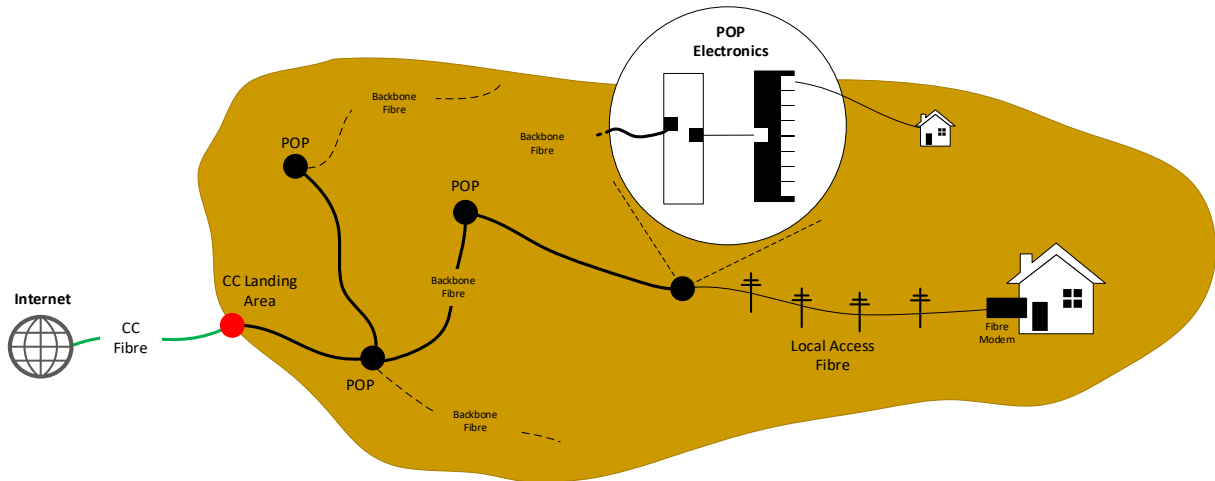 POP
Electronics
Backbone
Fibre
Backbone
Fibre
POP
POP
Backbone
Fibre
CC Landing
Area
Internet
CC
Fibre
Fibre
Modem
Local Access
Fibre
POP
Backbone
Fibre